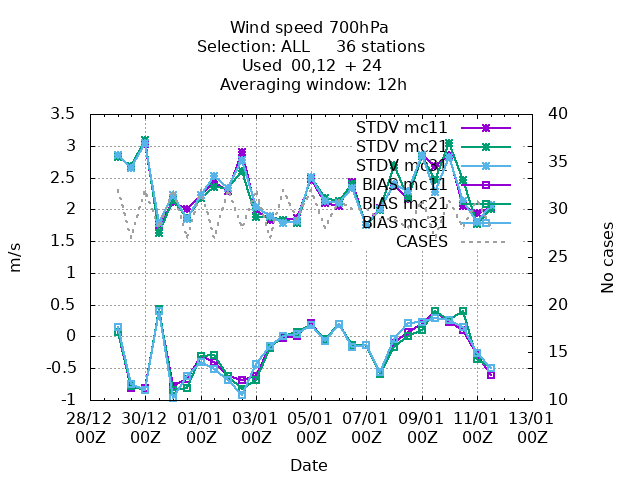 Wind speed 700hPa
Selection: ALL 36 stations
Used 00,12 + 24
Averaging window: 12h
3.5
3
2.5
2
1.5
1
0.5
0
-0.5
-1
40
35
30
25
20
15
10
m/s
No cases
STDV mc11
STDV mc21
STDV mc31
BIAS mc11
BIAS mc21
BIAS mc31
CASES
28/12 30/12 01/01 03/01 05/01 07/01 09/01 11/01 13/01
00Z 00Z 00Z 00Z 00Z 00Z 00Z 00Z 00Z
Date